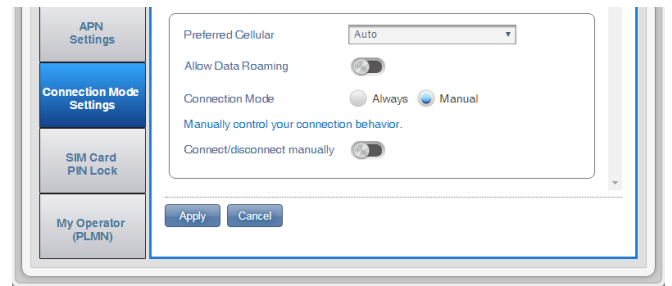 APN
Settings
Connection Mode
Settings
SIM Card
PIN Lock
My Operator
(PLMN)
Preferred Cellular
Auto
Allow Data Roaming
Connection Mode
Always
Manual
Manually control your connection behavior.
Connect/disconnect manually
Apply
Cancel